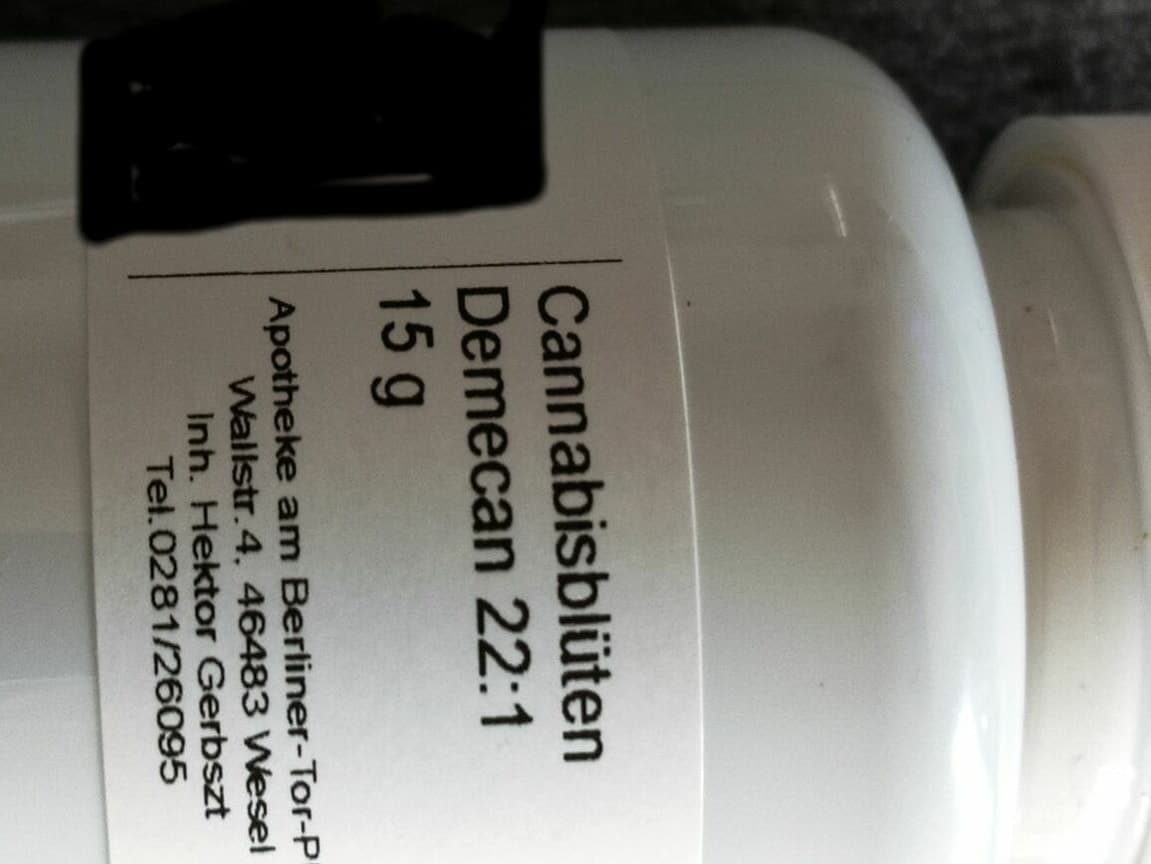 Cannabisblüten
Demecan 22:1
15 g
Apotheke am Berliner-Tor-P
Wallstr.4, 46483 Wesel
Inh. Hektor Gerbszt
Tel.0281/26095